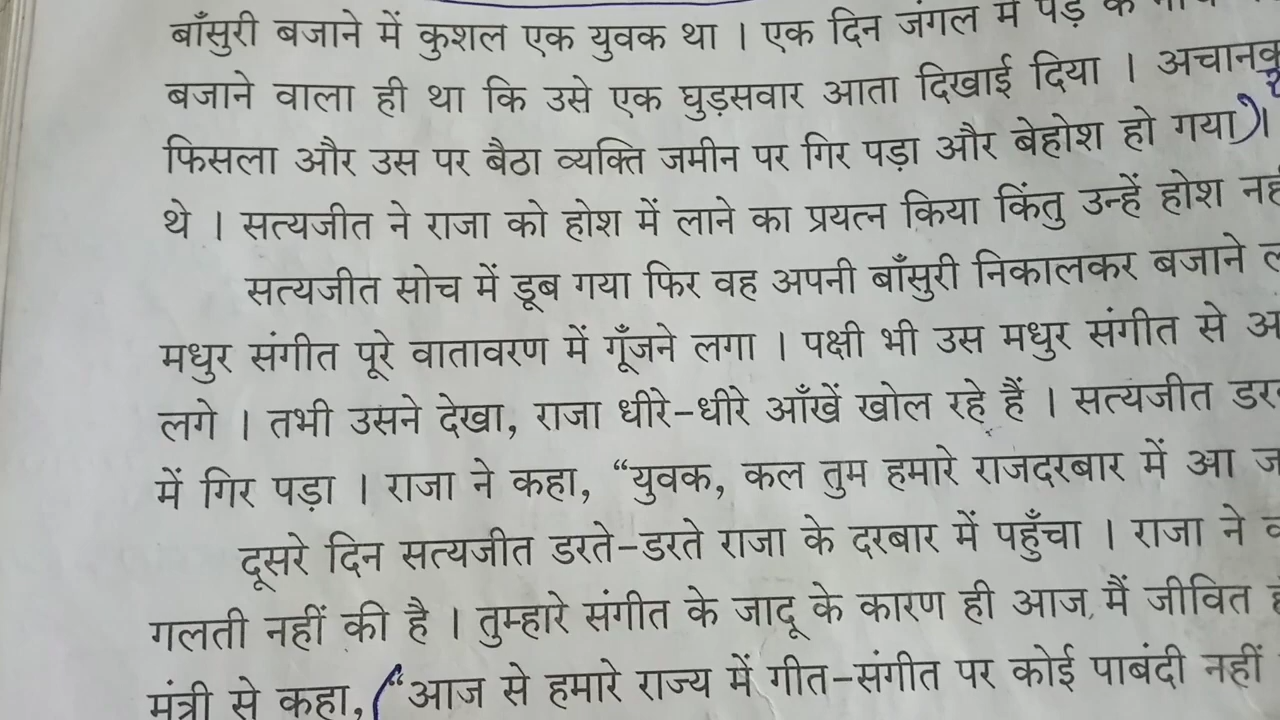 बाँसुरी बजाने में कुशल एक युवक था । एक दिन जंगल में पेड़ के
बजाने वाला ही था कि उसे एक घुड़सवार आता दिखाई दिया । अचानक
फिसला और उस पर बैठा व्यक्ति जमीन पर गिर पड़ा और बेहोश हो गया ।
थे । सत्यजीत ने राजा को होश में लाने का प्रयत्न किया किंतु उन्हें होश
सत्यजीत सोच में डूब गया फिर वह अपनी बाँसुरी निकालकर बजाने
मधुर संगीत पूरे वातावरण में गूँजने लगा । पक्षी भी उस मधुर संगीत से
लगे । तभी उसने देखा, राजा धीरे-धीरे आँखें खोल रहे हैं । सत्यजीत
में गिर पड़ा । राजा ने कहा, “युवक, कल तुम हमारे राजदरबार में आ
दूसरे दिन सत्यजीत डरते-डरते राजा के दरबार में पहुँचा । राजा ने
गलती नहीं की है । तुम्हारे संगीत के जादू के कारण ही आज मैं जीवित
मंत्री से कहा, “आज से हमारे राज्य में गीत-संगीत पर कोई पाबंदी नहीं